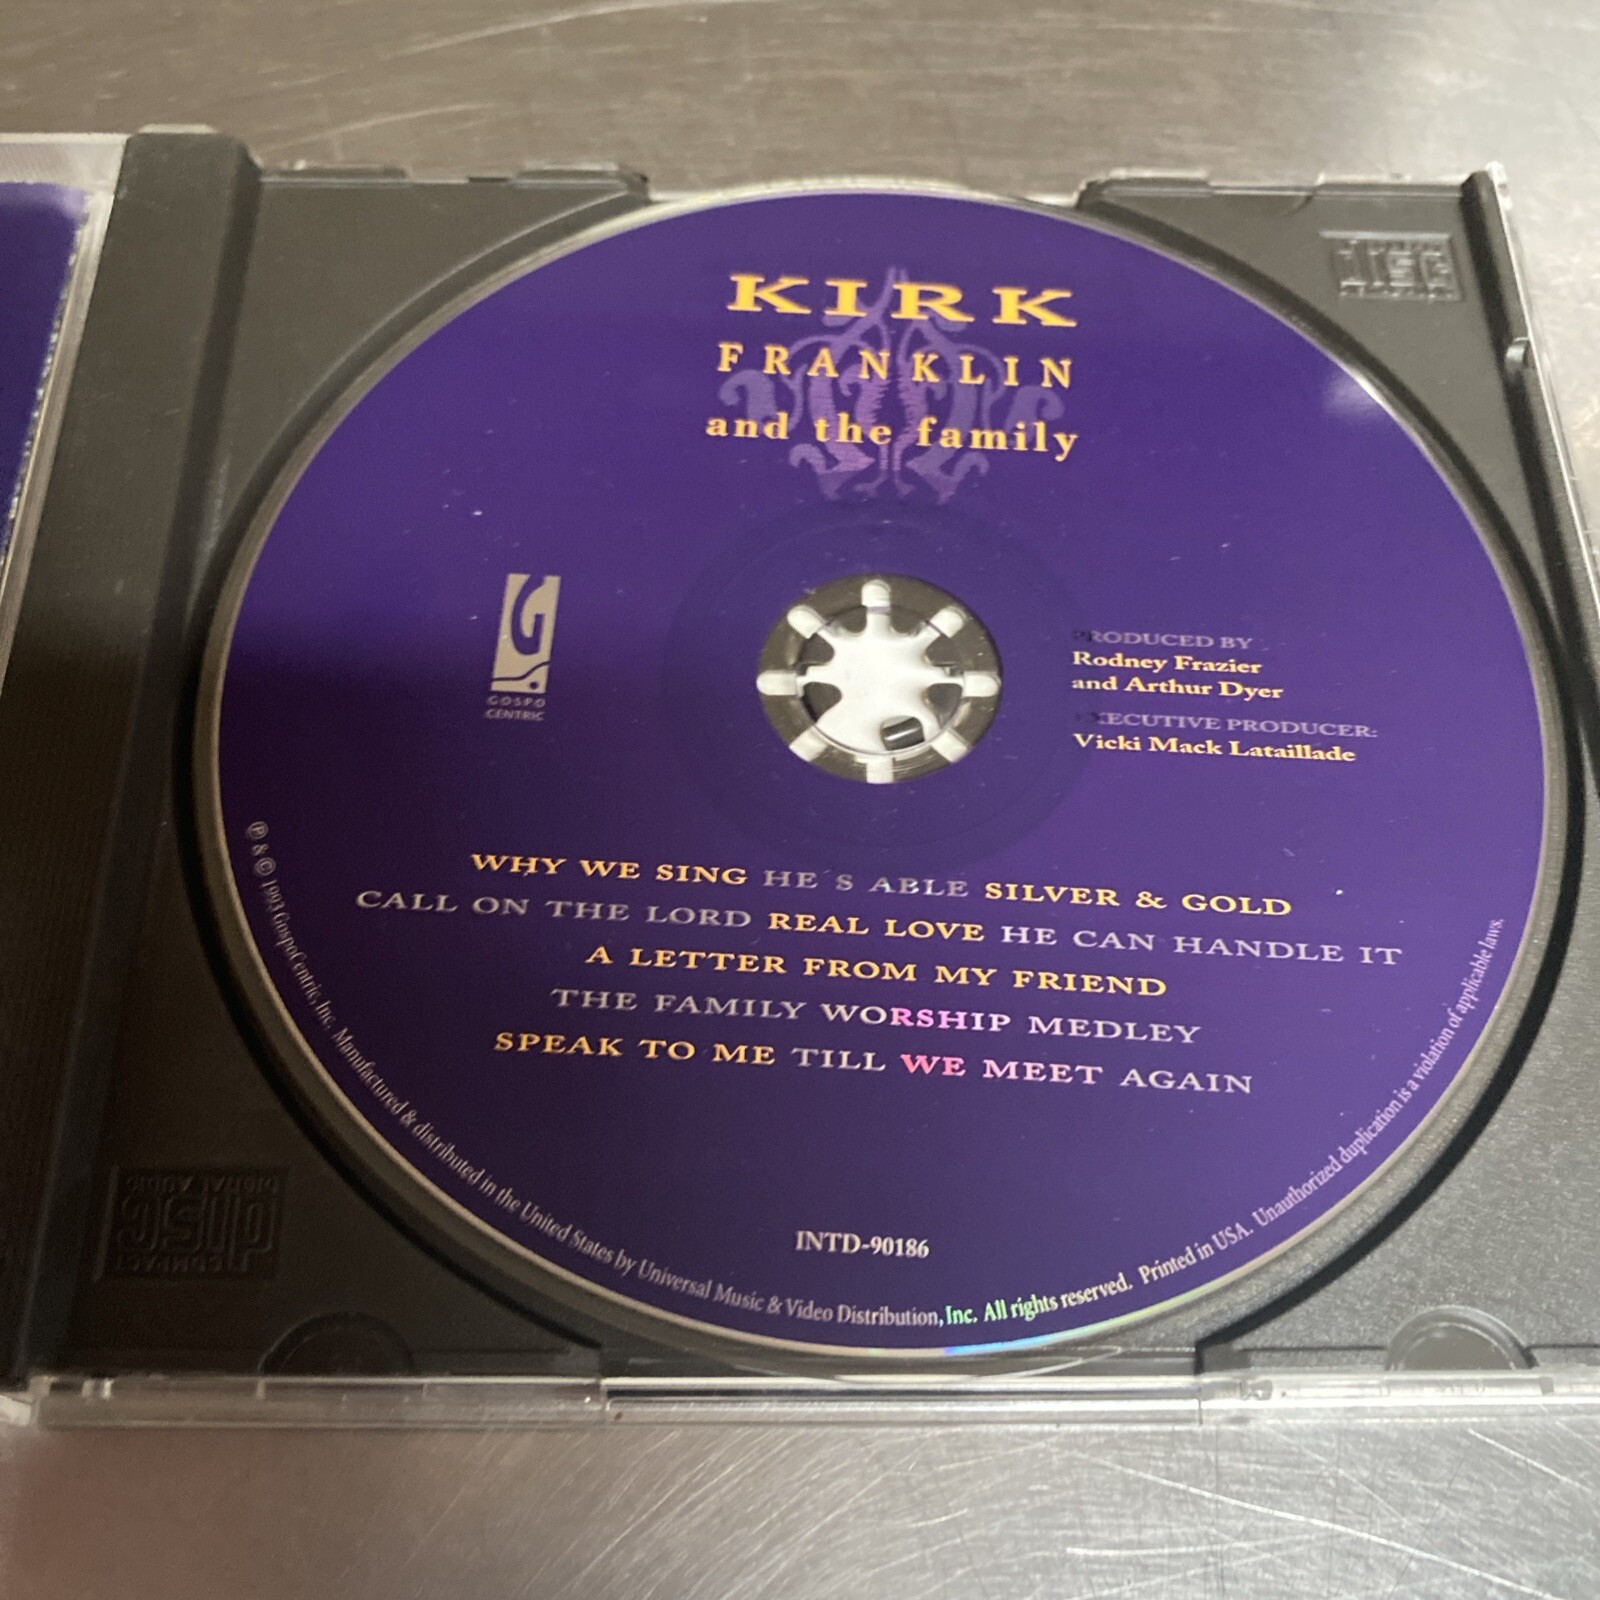 KIRK
FRANKLIN
and the family
G
GOSPO
CENTRIC
PRODUCED BY
Rodney Frazier
and Arthur Dyer
EXECUTIVE PRODUCER:
Vicki Mack Lataillade
WHY WE SING HE'S ABLE SILVER & GOLD
CALL ON THE LORD REAL LOVE HE CAN HANDLE IT
A LETTER FROM MY FRIEND
THE FAMILY WORSHIP MEDLEY
SPEAK TO ME TILL WE MEET AGAIN
INTD-90186
℗ & © 1993 GospoCentric, Inc. Manufactured & distributed in the United States by Universal Music & Video Distribution, Inc. All rights reserved. Printed in USA. Unauthorized duplication is a violation of applicable laws.
COMPACT
disc
DIGITAL AUDIO